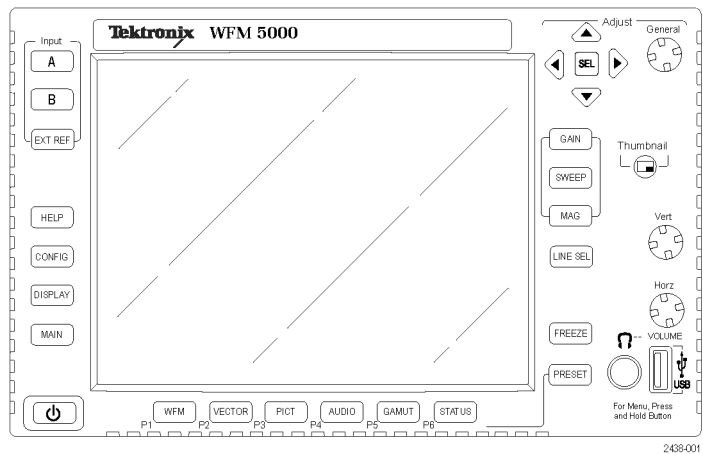 Tektronix WFM 5000
Input
A
B
EXT REF
HELP
CONFIG
DISPLAY
MAIN
Adjust
General
SEL
GAIN
SWEEP
MAG
LINE SEL
Thumbnail
Vert
Horz
FREEZE
VOLUME
PRESET
USB
For Menu, Press
and Hold Button
WFM VECTOR PICT AUDIO GAMUT STATUS
P1 P2 P3 P4 P5 P6
2438-001